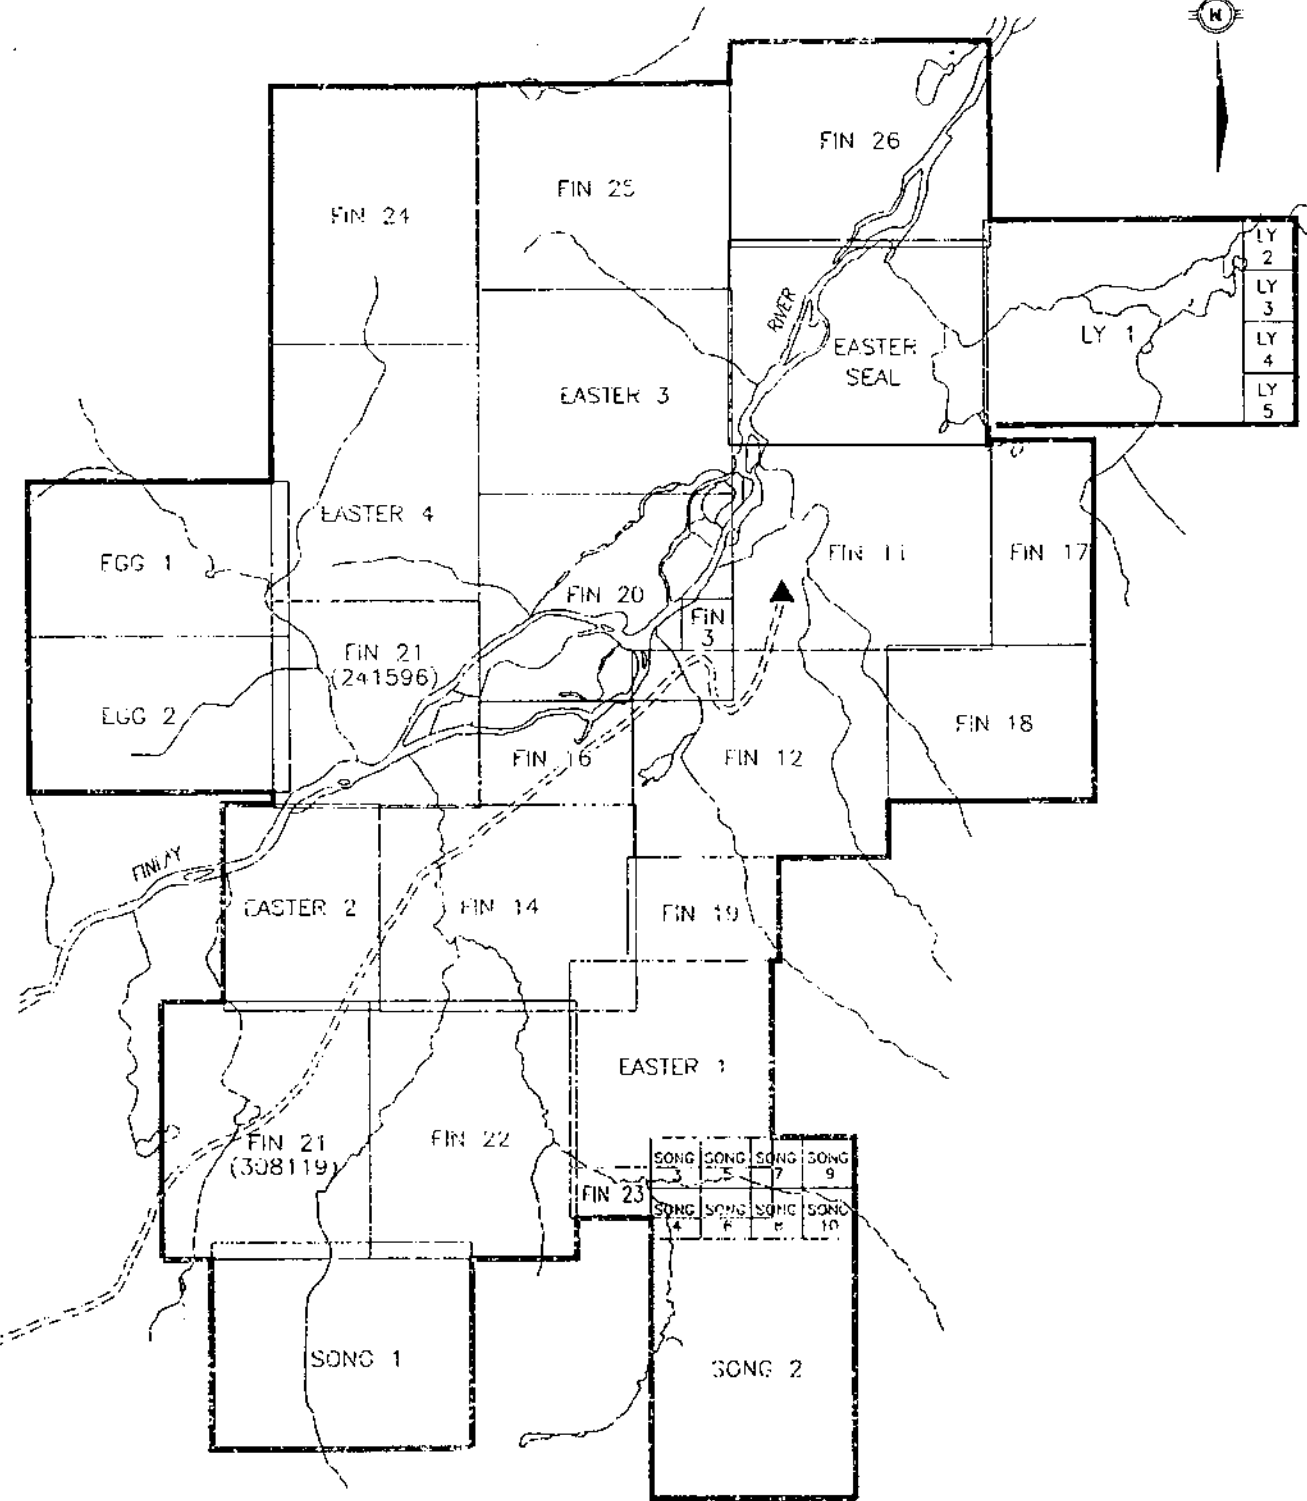 N
FIN 26
FIN 25
FIN 24
LY
2
LY
3
RIVER
LY 1
EASTER
SEAL
LY
4
EASTER 3
LY
5
EASTER 4
EGG 1
FIN 11
FIN 17
FIN 20
FIN
3
FIN 21
(241596)
EGG 2
FIN 18
FIN 16
FIN 12
FINLAY
EASTER 2
FIN 14
FIN 19
EASTER 1
FIN 21
(308119)
FIN 22
SONG
3
SONG
5
SONG
7
SONG
9
FIN 23
SONG
4
SONG
6
SONG
8
SONG
10
SONG 1
SONG 2